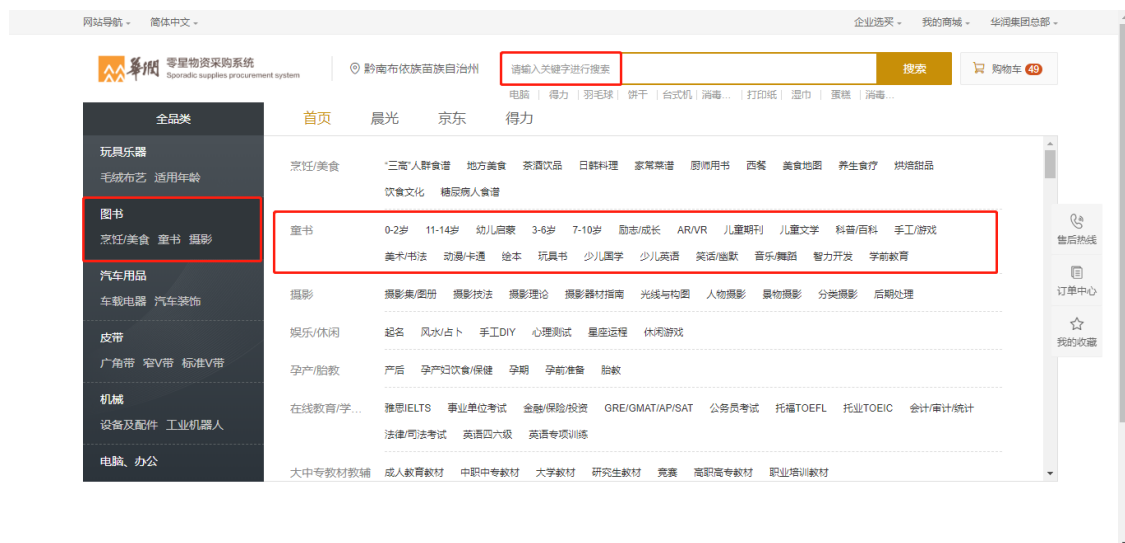 网站导航 简体中文 企业选买 我的商城 华润集团总部
華潤 零星物资采购系统 黔南布依族苗族自治州 请输入关键字进行搜索 搜索 购物车 49
Sporadic supplies procurement system
电脑 | 得力 | 羽毛球 | 饼干 | 台式机 | 消毒... | 打印纸 | 湿巾 | 蛋糕 | 消毒...
全品类 首页 晨光 京东 得力
玩具乐器
毛绒布艺 适用年龄
图书
烹饪/美食 童书 摄影
汽车用品
车载电器 汽车装饰
皮带
广角带 窄V带 标准V带
机械
设备及配件 工业机器人
电脑、办公
烹饪/美食 “三高”人群食谱 地方美食 茶酒饮品 日韩料理 家常菜谱 厨师用书 西餐 美食地图 养生食疗 烘焙甜品
饮食文化 糖尿病人食谱
童书 0-2岁 11-14岁 幼儿启蒙 3-6岁 7-10岁 励志/成长 AR/VR 儿童期刊 儿童文学 科普/百科 手工/游戏
美术/书法 动漫/卡通 绘本 玩具书 少儿国学 少儿英语 笑话/幽默 音乐/舞蹈 智力开发 学前教育
摄影 摄影集/图册 摄影技法 摄影理论 摄影器材指南 光线与构图 人物摄影 景物摄影 分类摄影 后期处理
娱乐/休闲 起名 风水/占卜 手工DIY 心理测试 星座运程 休闲游戏
孕产/胎教 产后 孕产妇饮食/保健 孕期 孕前准备 胎教
在线教育/学... 雅思IELTS 事业单位考试 金融/保险/投资 GRE/GMAT/AP/SAT 公务员考试 托福TOEFL 托业TOEIC 会计/审计/统计
法律/司法考试 英语四六级 英语专项训练
大中专教材教辅 成人教育教材 中职中专教材 大学教材 研究生教材 竞赛 高职高专教材 职业培训教材
售后热线
订单中心
我的收藏